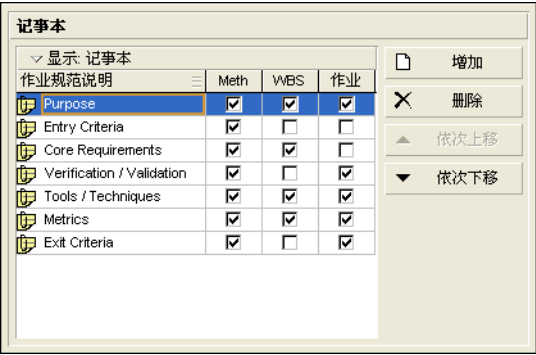 记事本
显示: 记事本
作业规范说明 Meth WBS 作业
Purpose
Entry Criteria
Core Requirements
Verification / Validation
Tools / Techniques
Metrics
Exit Criteria
增加
删除
依次上移
依次下移